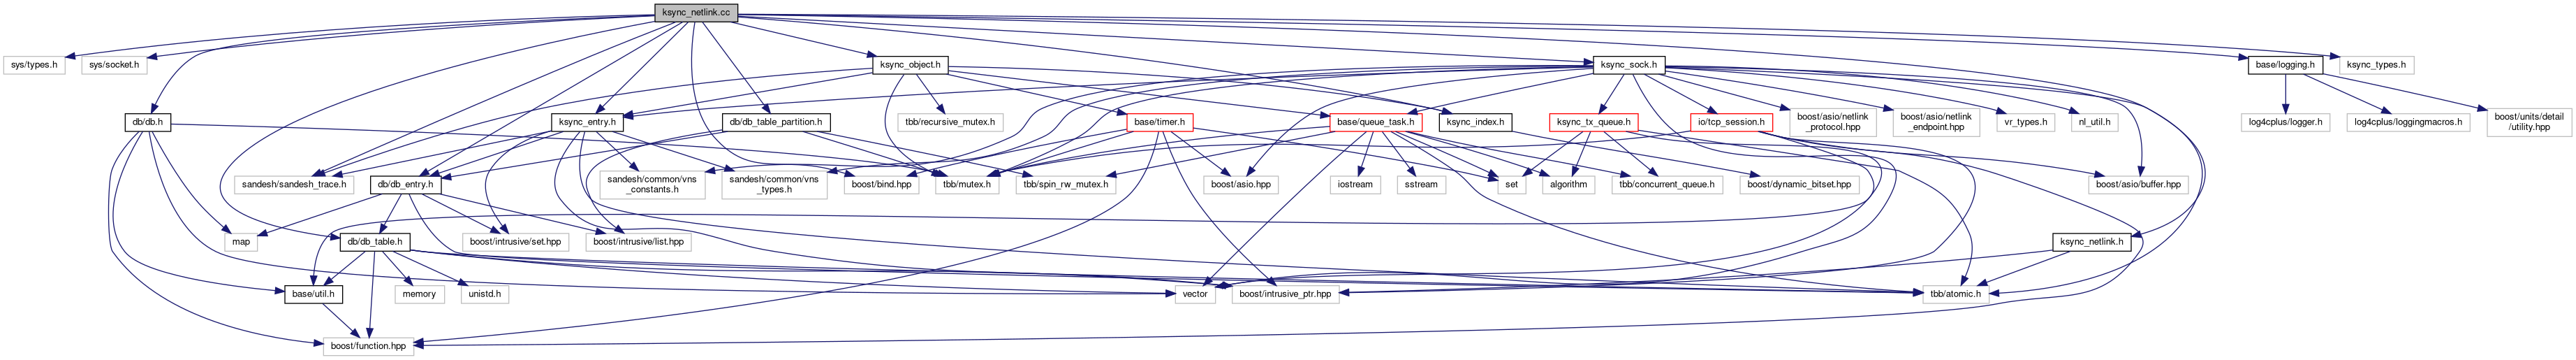 ksync_netlink.cc
sys/types.h
sys/socket.h
ksync_object.h
ksync_sock.h
base/logging.h
ksync_types.h
db/db.h
ksync_entry.h
db/db_table_partition.h
tbb/recursive_mutex.h
base/timer.h
base/queue_task.h
ksync_index.h
ksync_tx_queue.h
io/tcp_session.h
boost/asio/netlink
_protocol.hpp
boost/asio/netlink
_endpoint.hpp
vr_types.h
nl_util.h
log4cplus/logger.h
log4cplus/loggingmacros.h
boost/units/detail
/utility.hpp
sandesh/sandesh_trace.h
db/db_entry.h
sandesh/common/vns
_constants.h
sandesh/common/vns
_types.h
boost/bind.hpp
tbb/mutex.h
tbb/spin_rw_mutex.h
boost/asio.hpp
iostream
sstream
set
algorithm
tbb/concurrent_queue.h
boost/dynamic_bitset.hpp
boost/asio/buffer.hpp
map
db/db_table.h
boost/intrusive/set.hpp
boost/intrusive/list.hpp
ksync_netlink.h
base/util.h
memory
unistd.h
vector
boost/intrusive_ptr.hpp
tbb/atomic.h
boost/function.hpp